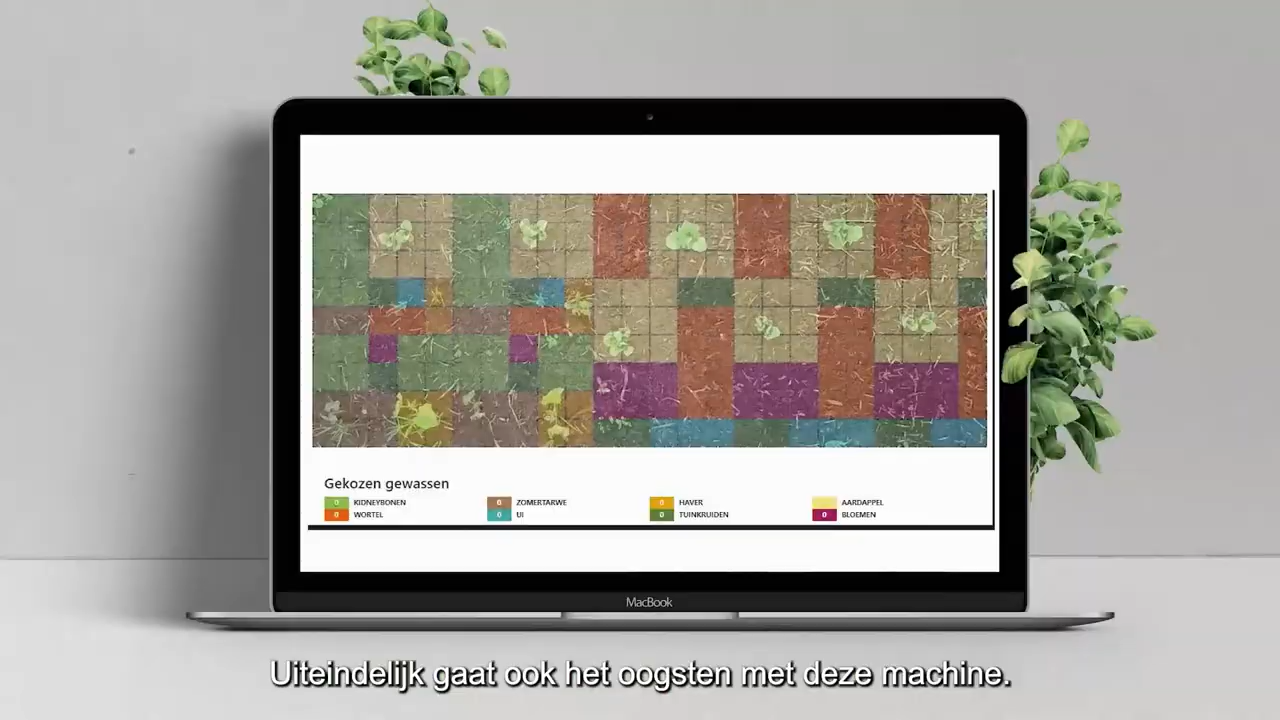 Gekozen gewassen
0 KIDNEYBONEN 0 ZOMERTARWE 0 HAVER AARDAPPEL
0 WORTEL 0 UI 0 TUINKRUIDEN 0 BLOEMEN
MacBook
Uiteindelijk gaat ook het oogsten met deze machine.